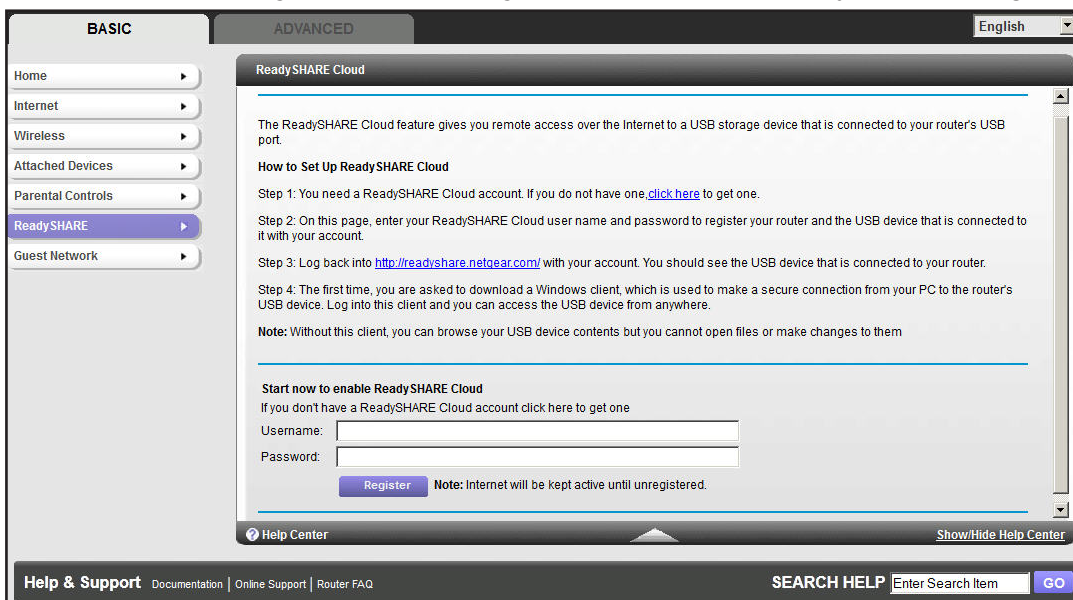 BASIC
ADVANCED
English
Home
Internet
Wireless
Attached Devices
Parental Controls
ReadySHARE
Guest Network
ReadySHARE Cloud
The ReadySHARE Cloud feature gives you remote access over the Internet to a USB storage device that is connected to your router's USB
port.
How to Set Up ReadySHARE Cloud
Step 1: You need a ReadySHARE Cloud account. If you do not have one,click here to get one.
Step 2: On this page, enter your ReadySHARE Cloud user name and password to register your router and the USB device that is connected to
it with your account.
Step 3: Log back into http://readyshare.netgear.com/ with your account. You should see the USB device that is connected to your router.
Step 4: The first time, you are asked to download a Windows client, which is used to make a secure connection from your PC to the router's
USB device. Log into this client and you can access the USB device from anywhere.
Note: Without this client, you can browse your USB device contents but you cannot open files or make changes to them
Start now to enable ReadySHARE Cloud
If you don't have a ReadySHARE Cloud account click here to get one
Username:
Password:
Register Note: Internet will be kept active until unregistered.
Help Center
Show/Hide Help Center
Help & Support Documentation | Online Support | Router FAQ
SEARCH HELP Enter Search Item GO